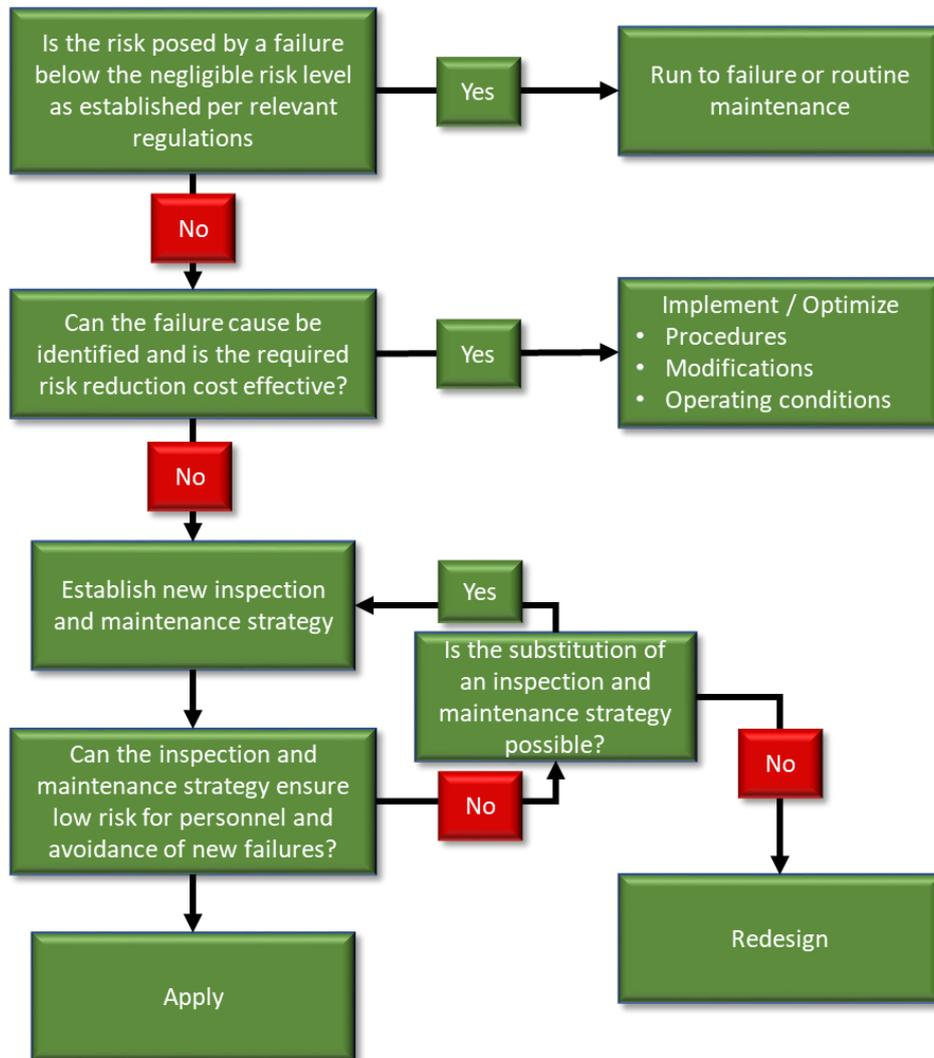 Is the risk posed by a failure
below the negligible risk level
as established per relevant
regulations
Yes
Run to failure or routine
maintenance
No
Can the failure cause be
identified and is the required
risk reduction cost effective?
Yes
Implement / Optimize
• Procedures
• Modifications
• Operating conditions
No
Establish new inspection
and maintenance strategy
Yes
Is the substitution of
an inspection and
maintenance strategy
possible?
No
Can the inspection and
maintenance strategy ensure
low risk for personnel and
avoidance of new failures?
No
Redesign
Apply